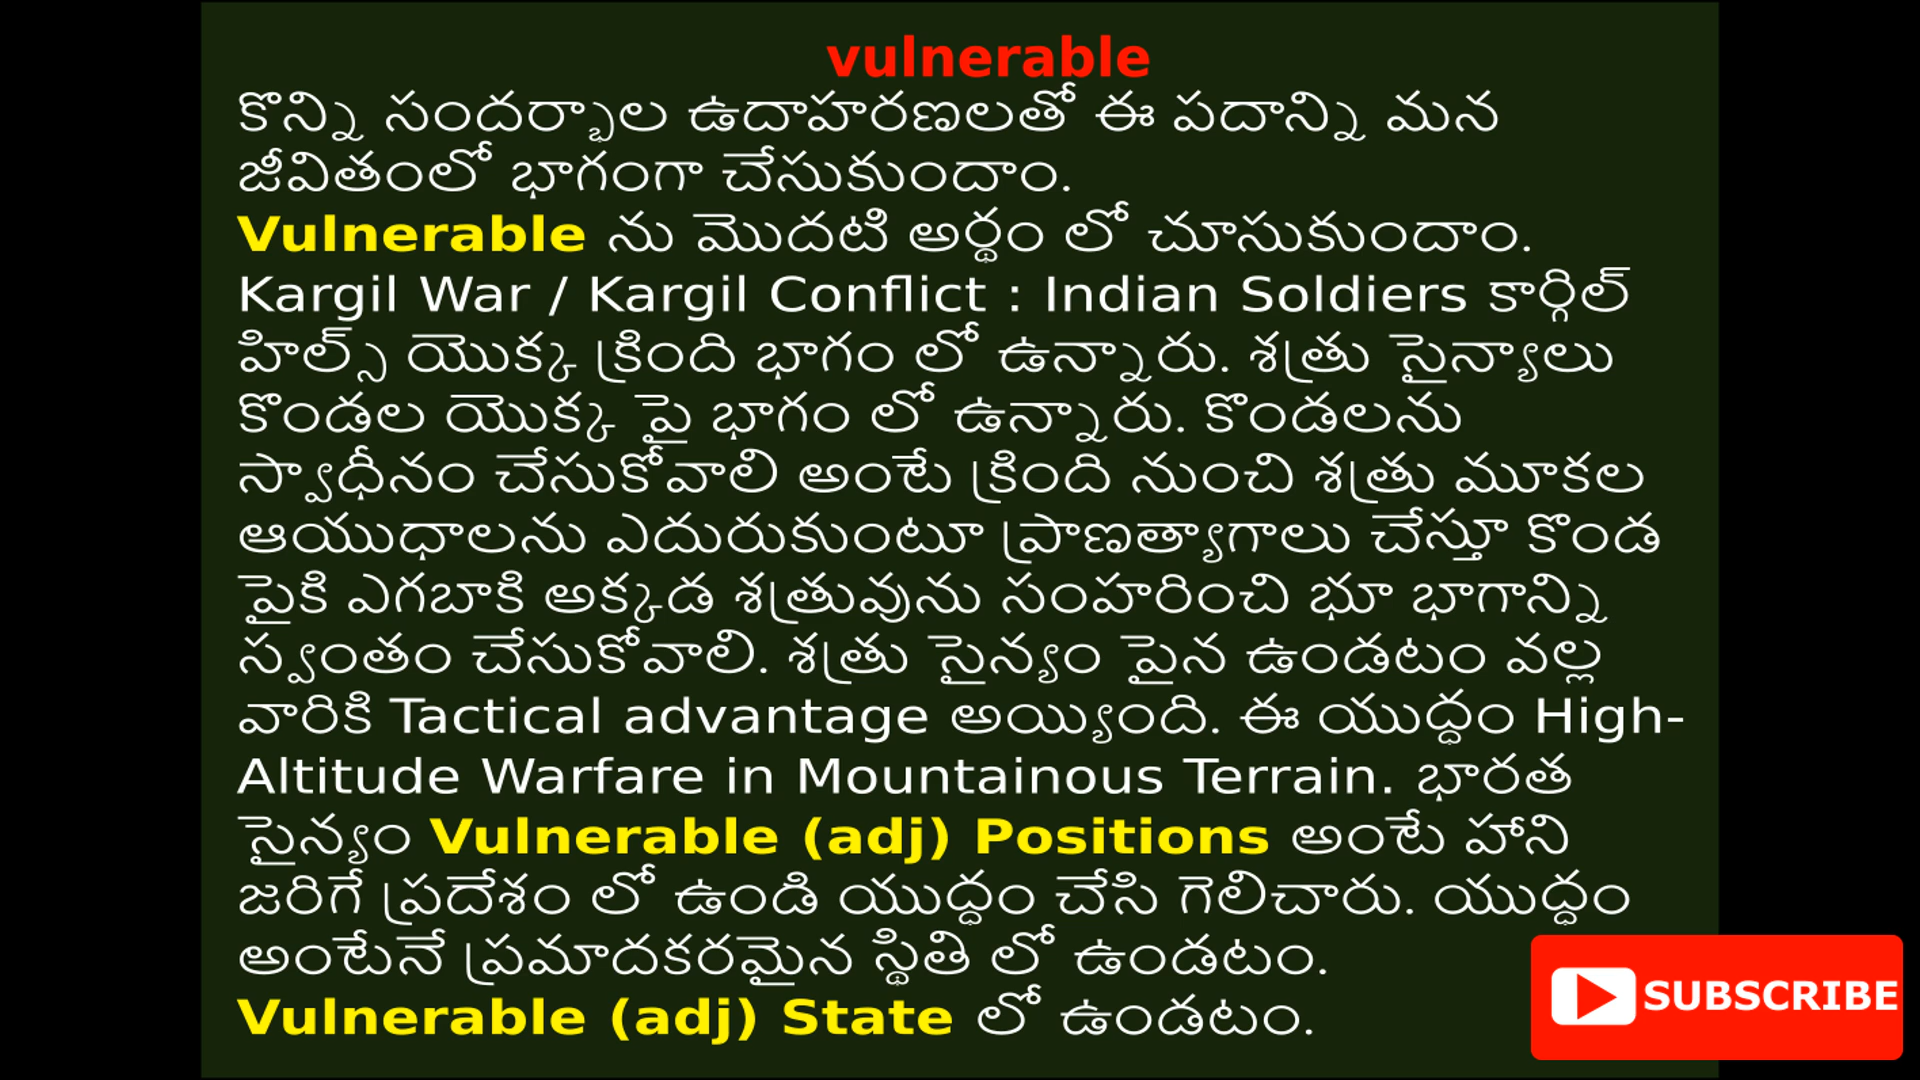 vulnerable
కొన్ని సందర్భాల ఉదాహరణలతో ఈ పదాన్ని మన
జీవితంలో భాగంగా చేసుకుందాం.
Vulnerable ను మొదటి అర్థం లో చూసుకుందాం.
Kargil War / Kargil Conflict : Indian Soldiers కార్గిల్
హిల్స్ యొక్క క్రింది భాగం లో ఉన్నారు. శత్రు సైన్యాలు
కొండల యొక్క పై భాగం లో ఉన్నారు. కొండలను
స్వాధీనం చేసుకోవాలి అంటే క్రింది నుంచి శత్రు మూకల
ఆయుధాలను ఎదురుకుంటూ ప్రాణత్యాగాలు చేస్తూ కొండ
పైకి ఎగబాకి అక్కడ శత్రువును సంహరించి భూ భాగాన్ని
స్వంతం చేసుకోవాలి. శత్రు సైన్యం పైన ఉండటం వల్ల
వారికి Tactical advantage అయ్యింది. ఈ యుద్ధం High-
Altitude Warfare in Mountainous Terrain. భారత
సైన్యం Vulnerable (adj) Positions అంటే హాని
జరిగే ప్రదేశం లో ఉండి యుద్ధం చేసి గెలిచారు. యుద్ధం
అంటేనే ప్రమాదకరమైన స్థితి లో ఉండటం.
Vulnerable (adj) State లో ఉండటం.
SUBSCRIBE